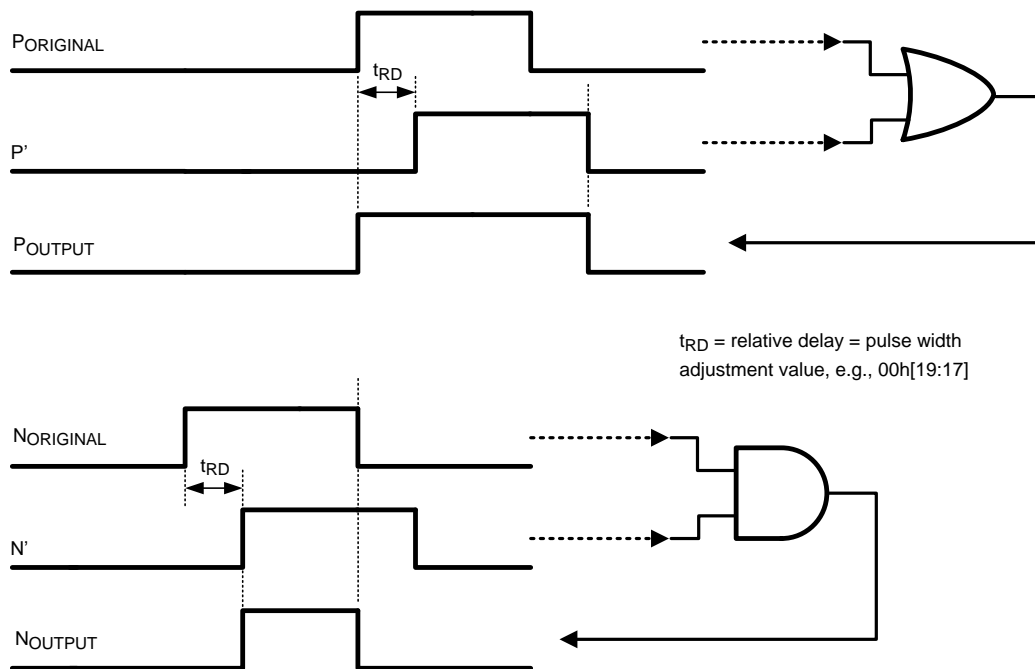 PORIGINAL
tRD
P’
POUTPUT
tRD = relative delay = pulse width
adjustment value, e.g., 00h[19:17]
NORIGINAL
tRD
N’
NOUTPUT